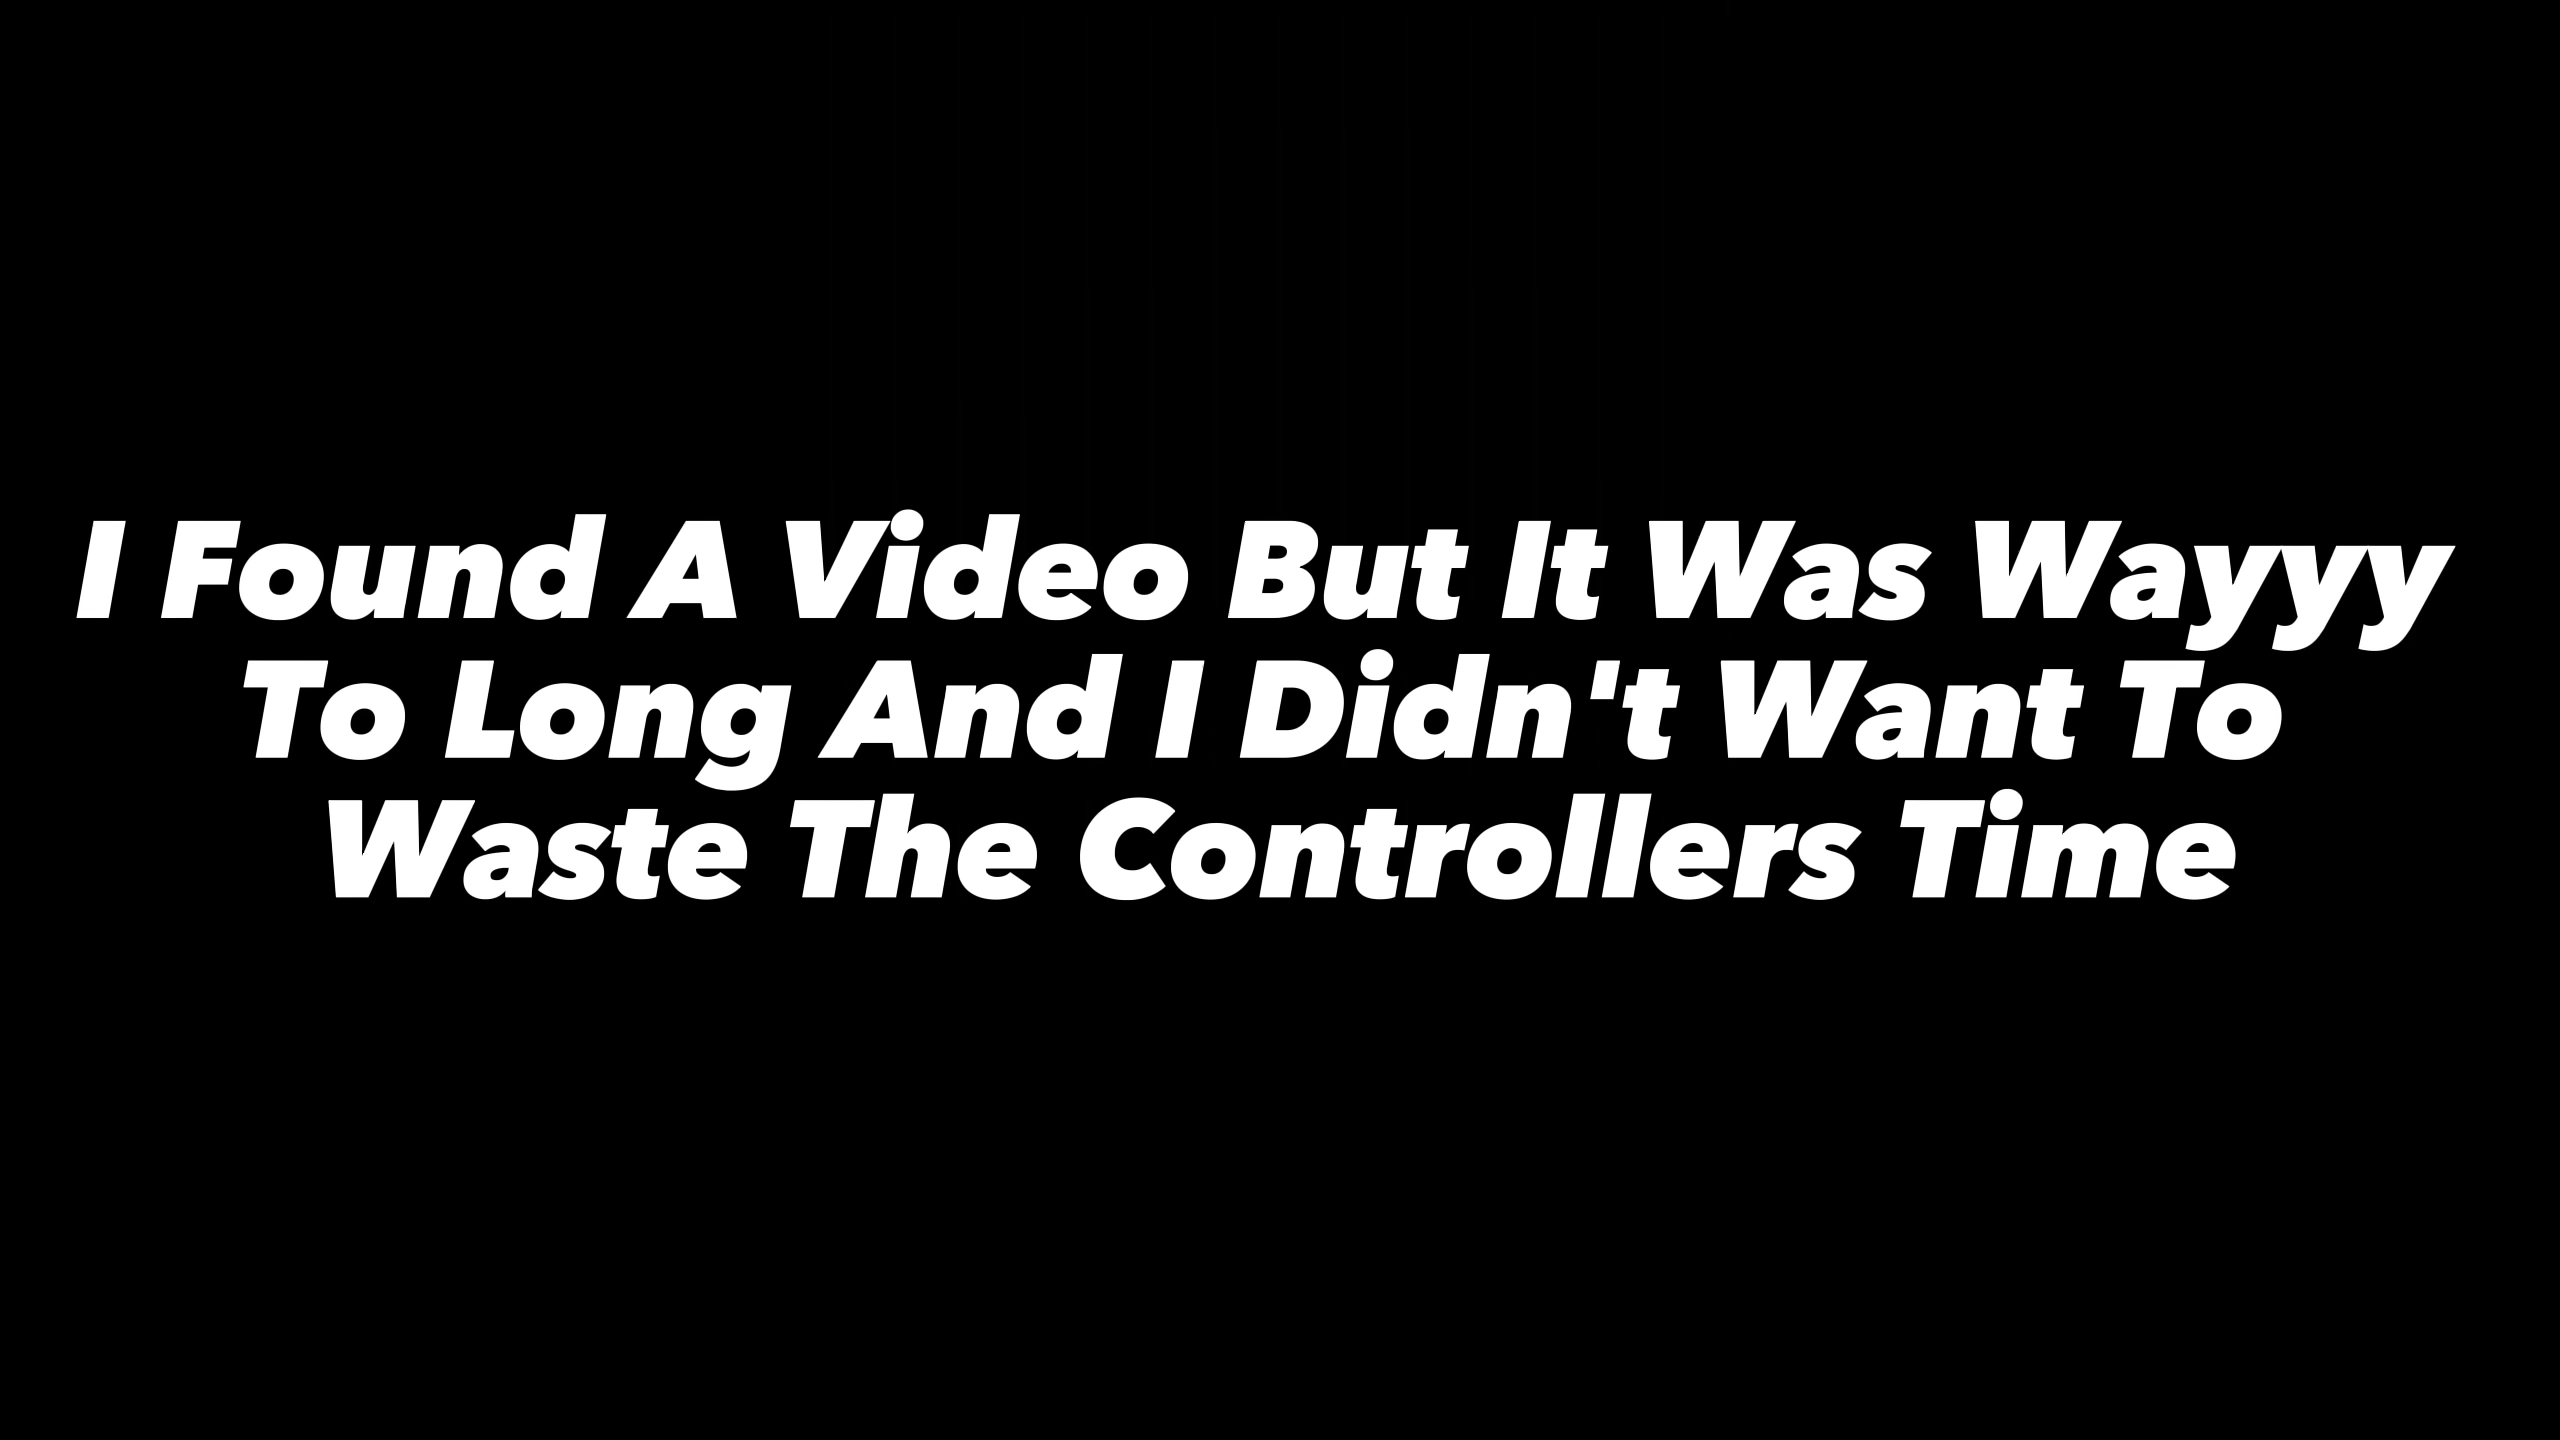 I Found A Video But It Was Wayyy
To Long And I Didn't Want To
Waste The Controllers Time